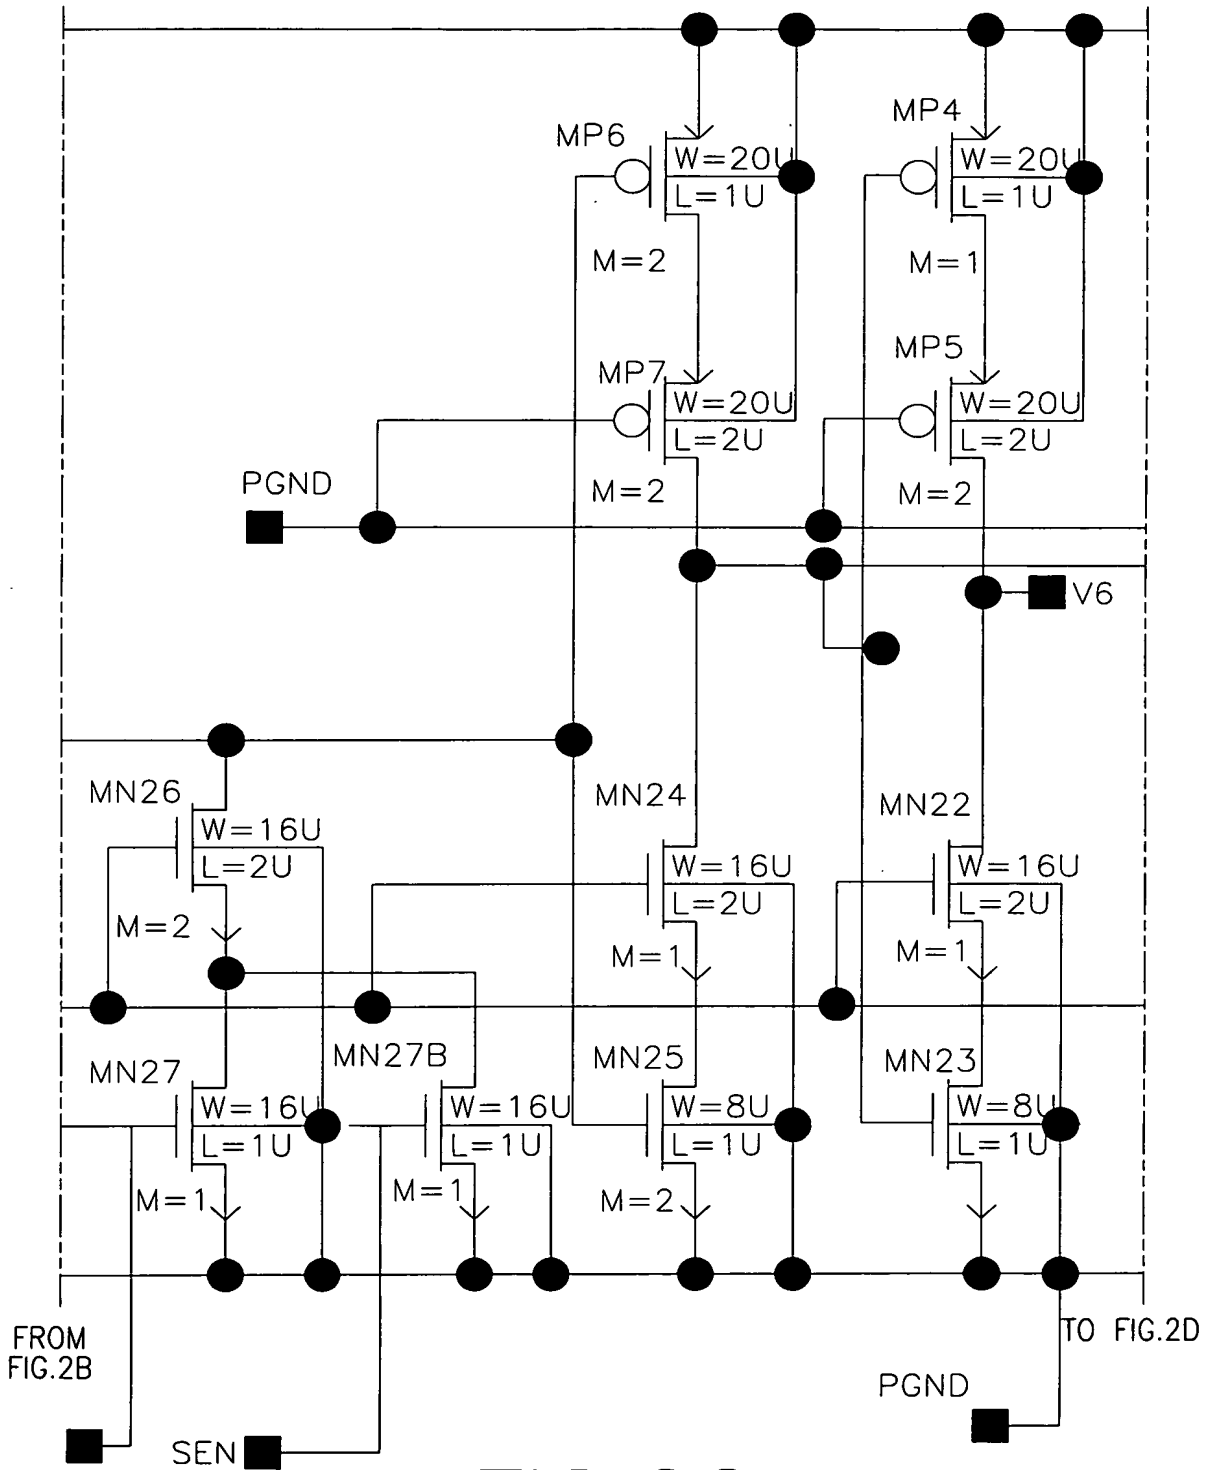 MP4
MP6
W=20U
W=20U
L=1U
L=1U
M=2
M=1
MP5
MP7
W=20U
W=20U
L=2U
L=2U
PGND
M=2
M=2
V6
MN26
MN24
MN22
W=16U
L=2U
W=16U
W=16U
L=2U
L=2U
M=2
M=1
M=1
MN27
MN27B
MN25
MN23
W=16U
W=16U
W=8U
W=8U
L=1U
L=1U
L=1U
L=1U
M=1
M=1
M=2
FROM
FIG.2B
TO FIG.2D
PGND
SEN